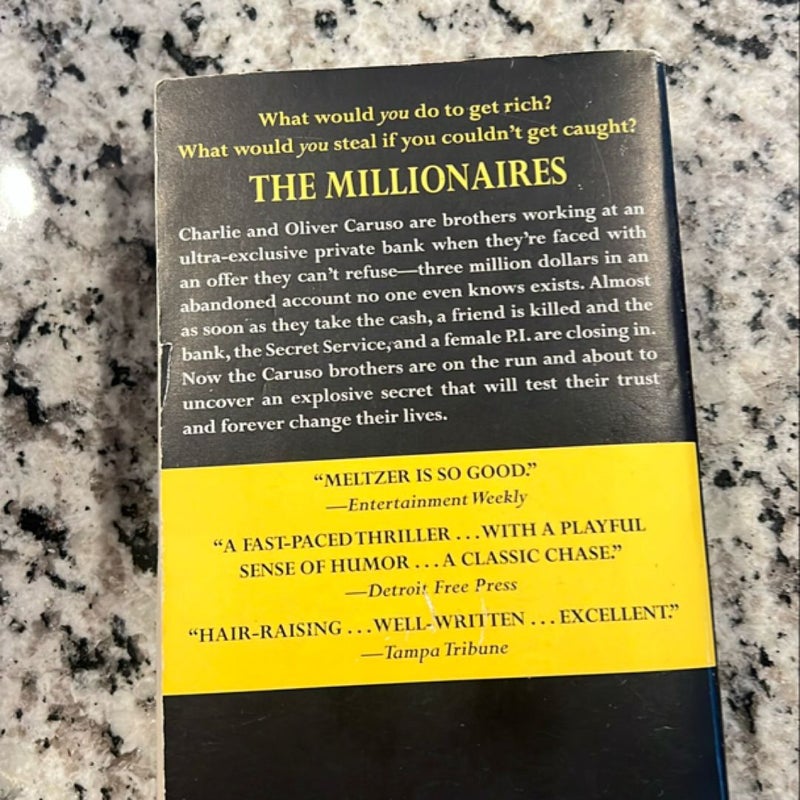 What would you do to get rich?
What would you steal if you couldn't get caught?
THE MILLIONAIRES
Charlie and Oliver Caruso are brothers working at an
ultra-exclusive private bank when they're faced with
an offer they can't refuse—three million dollars in an
abandoned account no one even knows exists. Almost
as soon as they take the cash, a friend is killed and the
bank, the Secret Service, and a female P.I. are closing in.
Now the Caruso brothers are on the run and about to
uncover an explosive secret that will test their trust
and forever change their lives.
“MELTZER IS SO GOOD.”
—Entertainment Weekly
“A FAST-PACED THRILLER . . . WITH A PLAYFUL
SENSE OF HUMOR . . . A CLASSIC CHASE.”
—Detroit Free Press
“HAIR-RAISING . . . WELL-WRITTEN . . . EXCELLENT.”
—Tampa Tribune